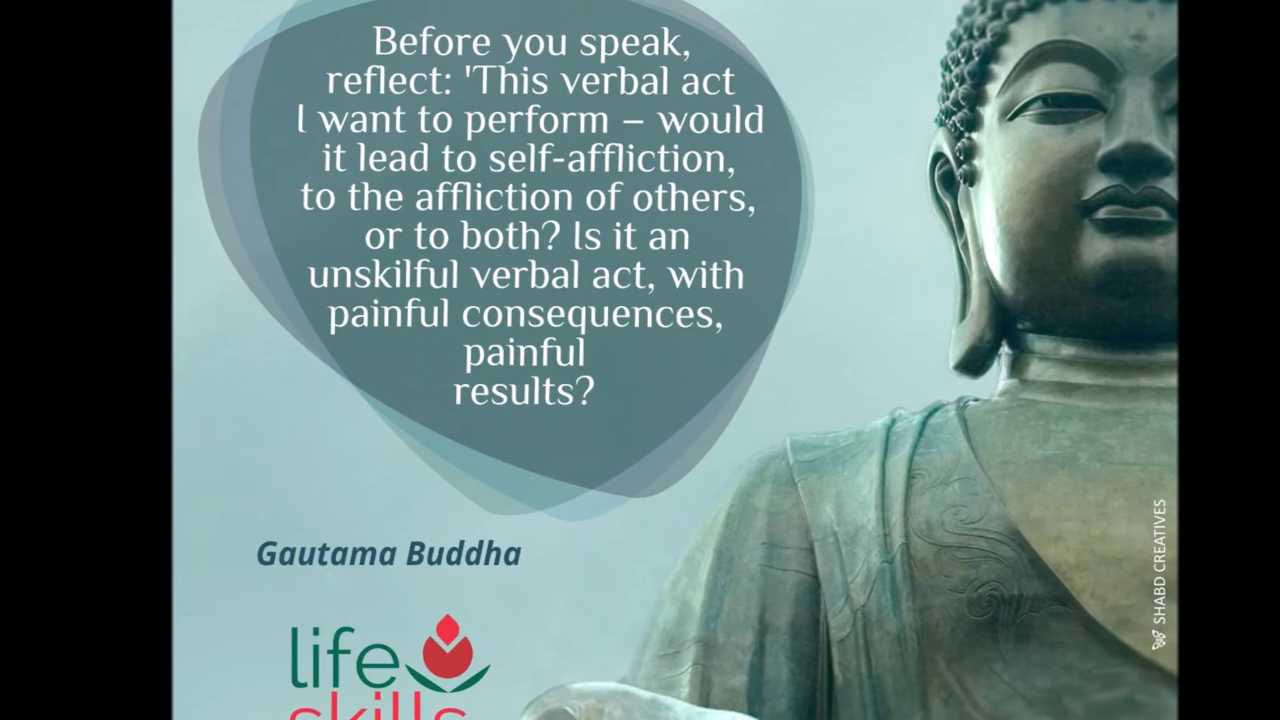 Before you speak,
reflect: 'This verbal act
I want to perform – would
it lead to self-affliction,
to the affliction of others,
or to both? Is it an
unskilful verbal act, with
painful consequences,
painful
results?
Gautama Buddha
life
skills
SHABD CREATIVES